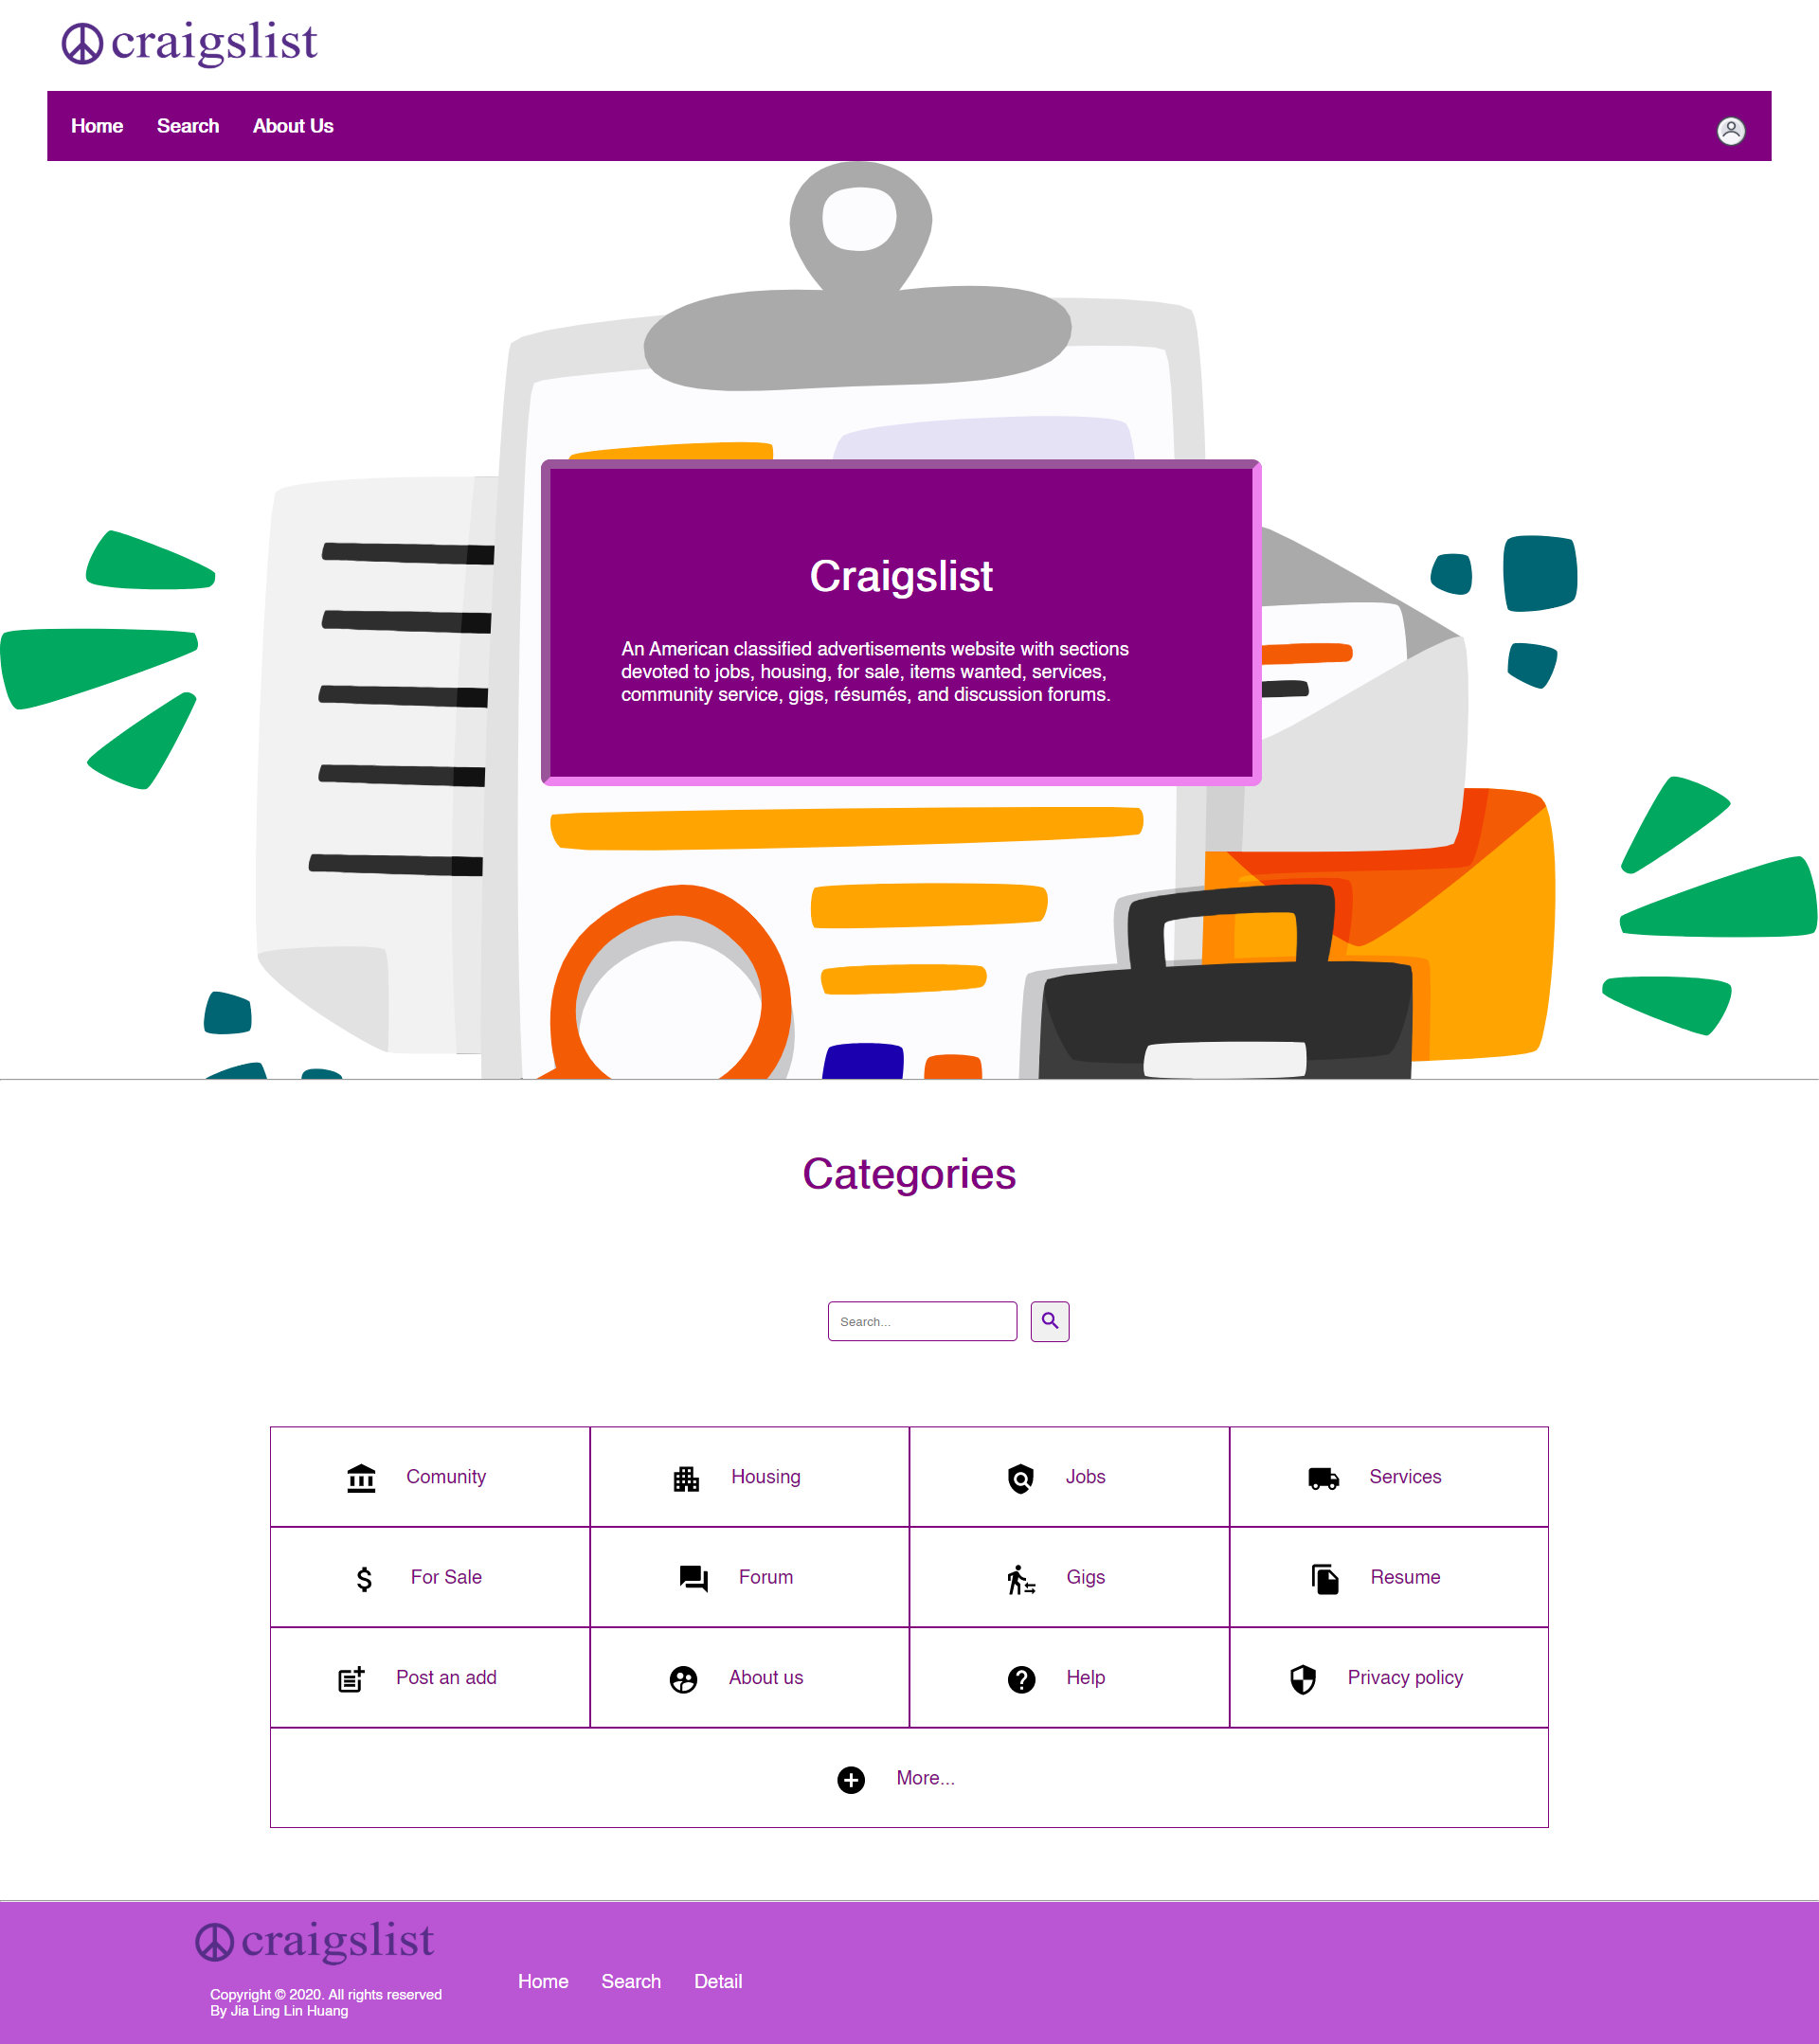 craigslist
Home Search About Us
Craigslist
An American classified advertisements website with sections
devoted to jobs, housing, for sale, items wanted, services,
community service, gigs, résumés, and discussion forums.
Categories
Search...
Comunity Housing Jobs Services
For Sale Forum Gigs Resume
Post an add About us Help Privacy policy
More...
craigslist
Home Search Detail
Copyright © 2020. All rights reserved
By Jia Ling Lin Huang